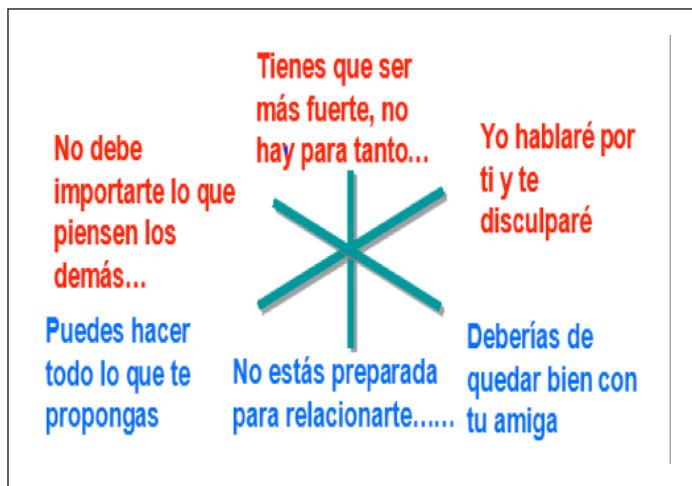 Tienes que ser
más fuerte, no
hay para tanto...
No debe
importarte lo que
piensen los
demás...
Yo hablaré por
ti y te
disculparé
Puedes hacer
todo lo que te
propongas
No estás preparada
para relacionarte......
Deberías de
quedar bien con
tu amiga